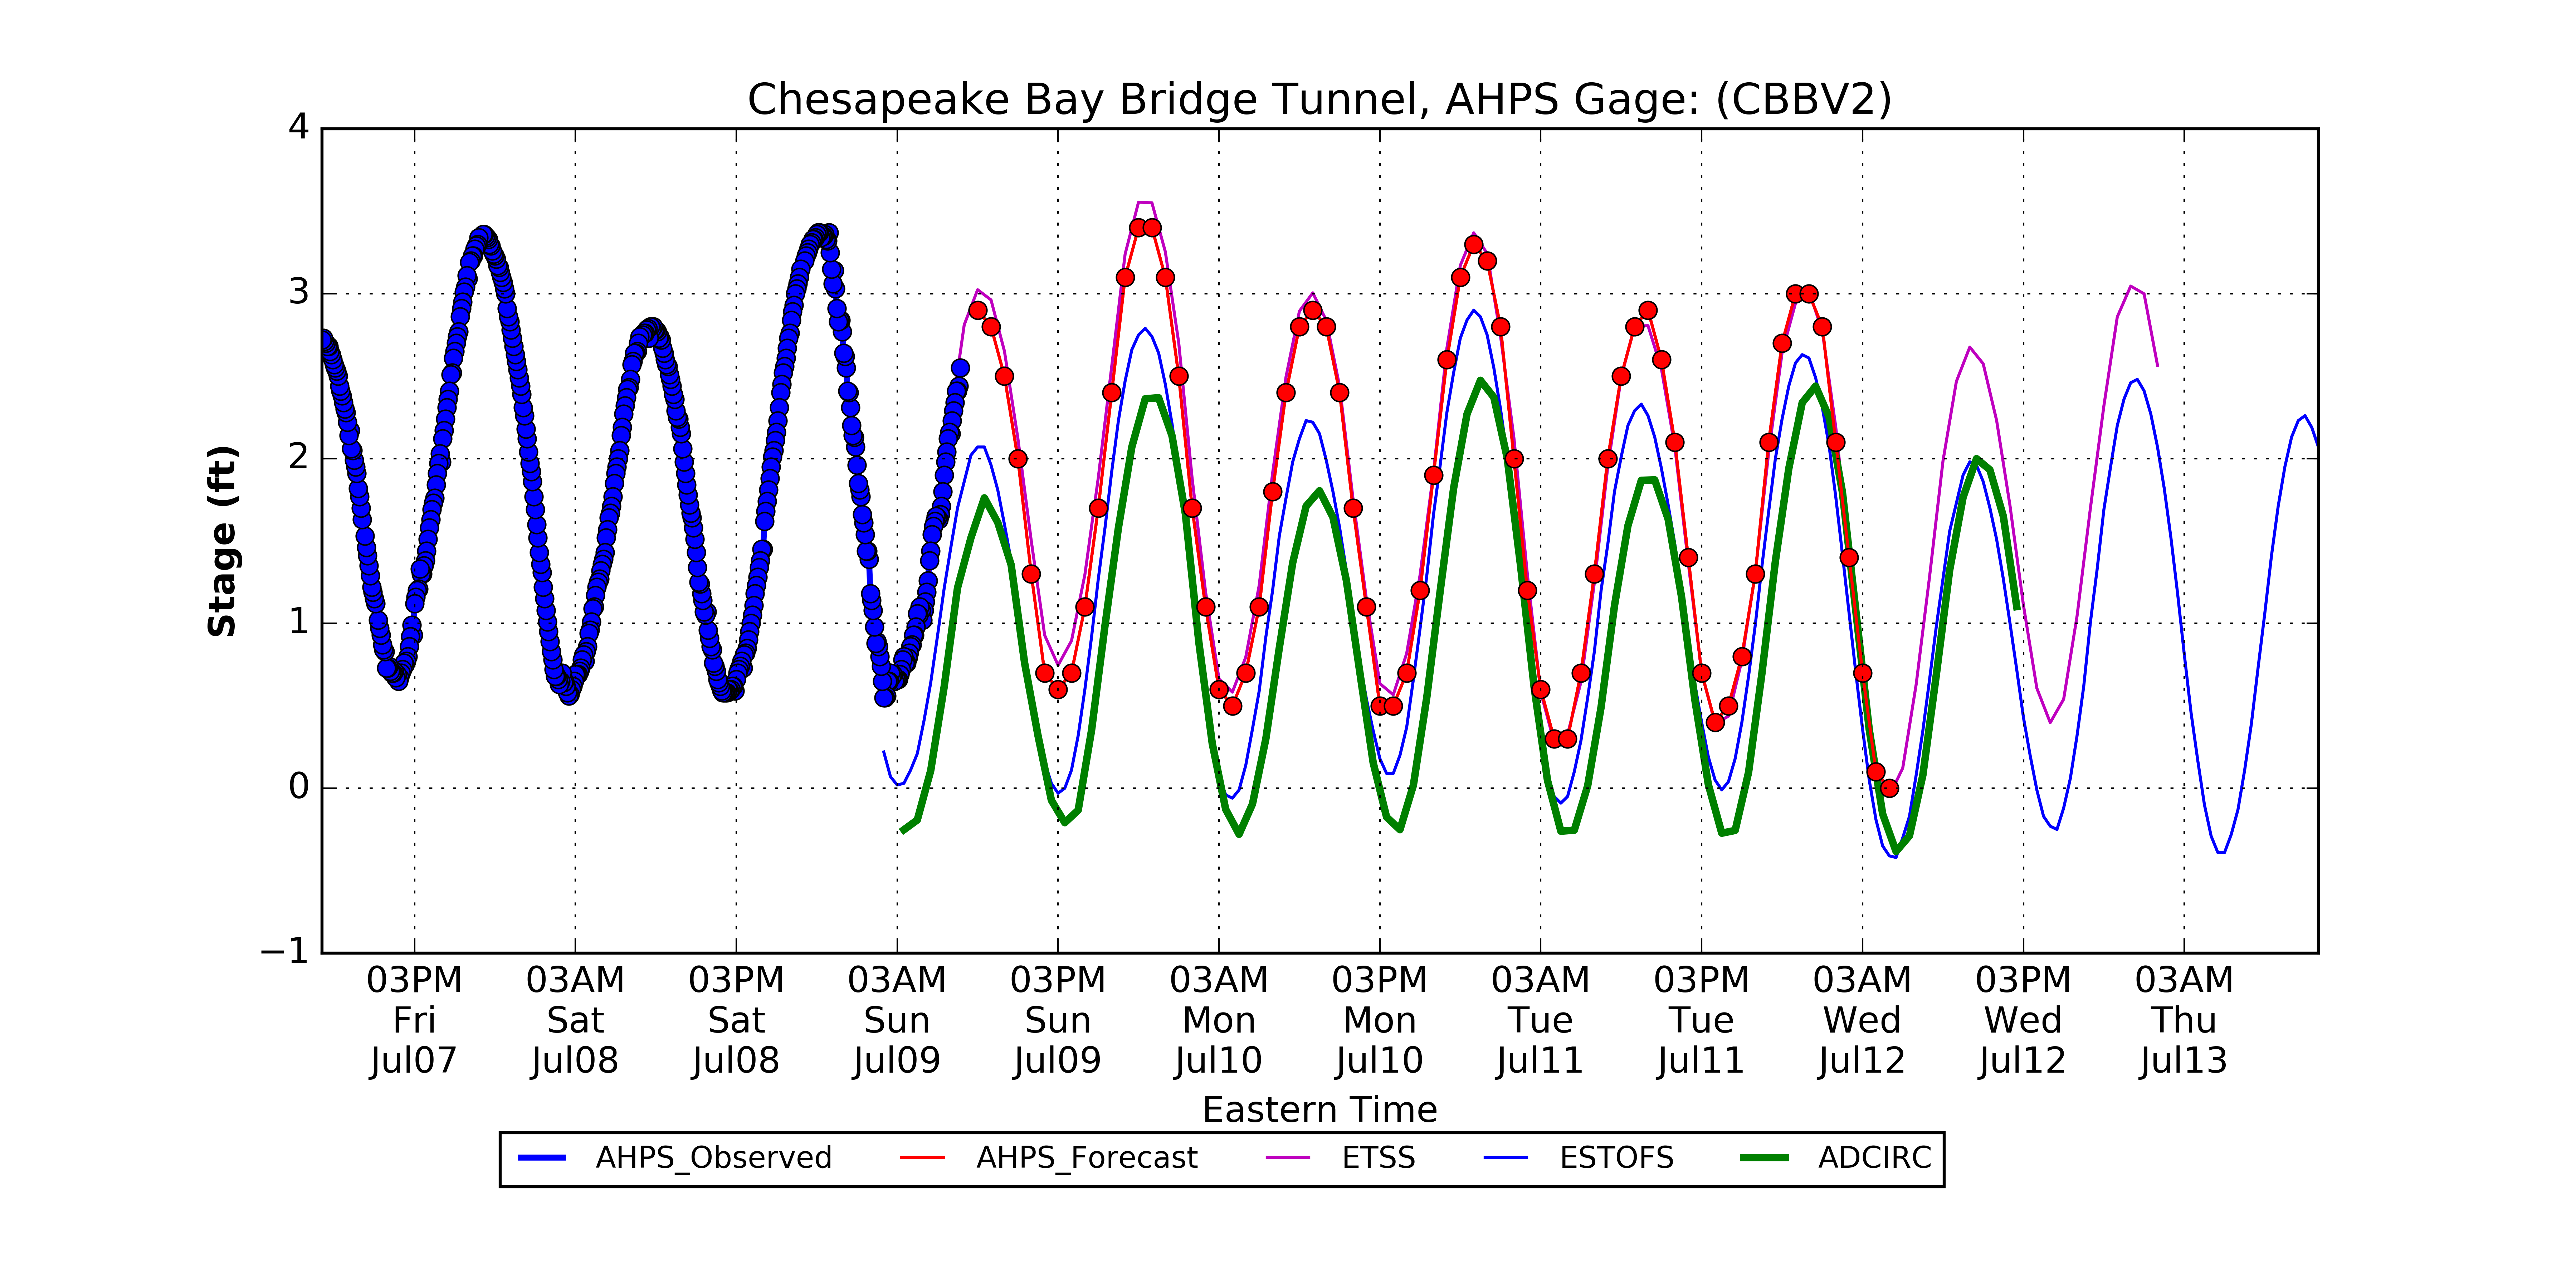 Chesapeake Bay Bridge Tunnel, AHPS Gage: (CBBV2)
4
3
2
1
0
−1
Stage (ft)
03PM 03AM 03PM 03AM 03PM 03AM 03PM 03AM 03PM 03AM 03PM 03AM
Fri Sat Sat Sun Sun Mon Mon Tue Tue Wed Wed Thu
Jul07 Jul08 Jul08 Jul09 Jul09 Jul10 Jul10 Jul11 Jul11 Jul12 Jul12 Jul13
Eastern Time
AHPS_Observed AHPS_Forecast ETSS ESTOFS ADCIRC